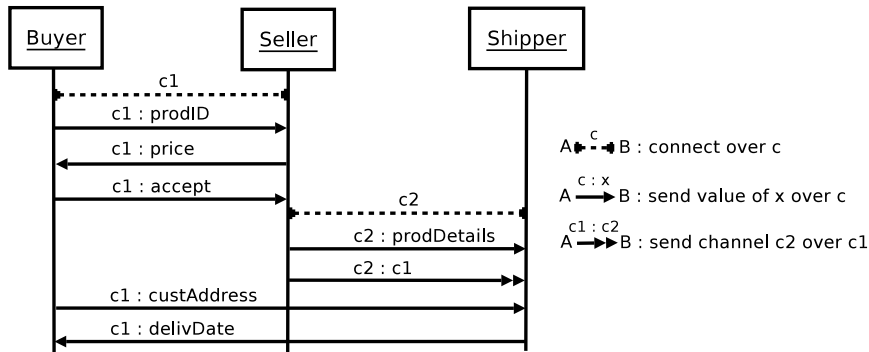 Buyer
Seller
Shipper
c1
c1 : prodID
c1 : price
c1 : accept
c2
c2 : prodDetails
c2 : c1
c1 : custAddress
c1 : delivDate
A c B : connect over c
A c : x B : send value of x over c
A c1 : c2 B : send channel c2 over c1